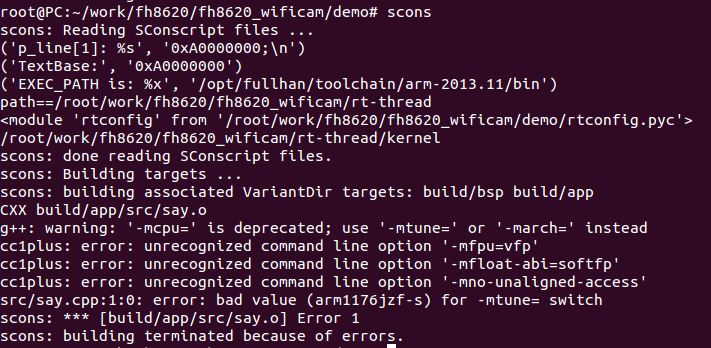 root@PC:~/work/fh8620/fh8620_wificam/demo# scons
scons: Reading SConscript files ...
('p_line[1]: %s', '0xA0000000;\n')
('TextBase:', '0xA0000000')
('EXEC_PATH is: %x', '/opt/fullhan/toolchain/arm-2013.11/bin')
path==/root/work/fh8620/fh8620_wificam/rt-thread
<module 'rtconfig' from '/root/work/fh8620/fh8620_wificam/demo/rtconfig.pyc'>
/root/work/fh8620/fh8620_wificam/rt-thread/kernel
scons: done reading SConscript files.
scons: Building targets ...
scons: building associated VariantDir targets: build/bsp build/app
CXX build/app/src/say.o
g++: warning: '-mcpu=' is deprecated; use '-mtune=' or '-march=' instead
cc1plus: error: unrecognized command line option '-mfpu=vfp'
cc1plus: error: unrecognized command line option '-mfloat-abi=softfp'
cc1plus: error: unrecognized command line option '-mno-unaligned-access'
src/say.cpp:1:0: error: bad value (arm1176jzf-s) for -mtune= switch
scons: *** [build/app/src/say.o] Error 1
scons: building terminated because of errors.